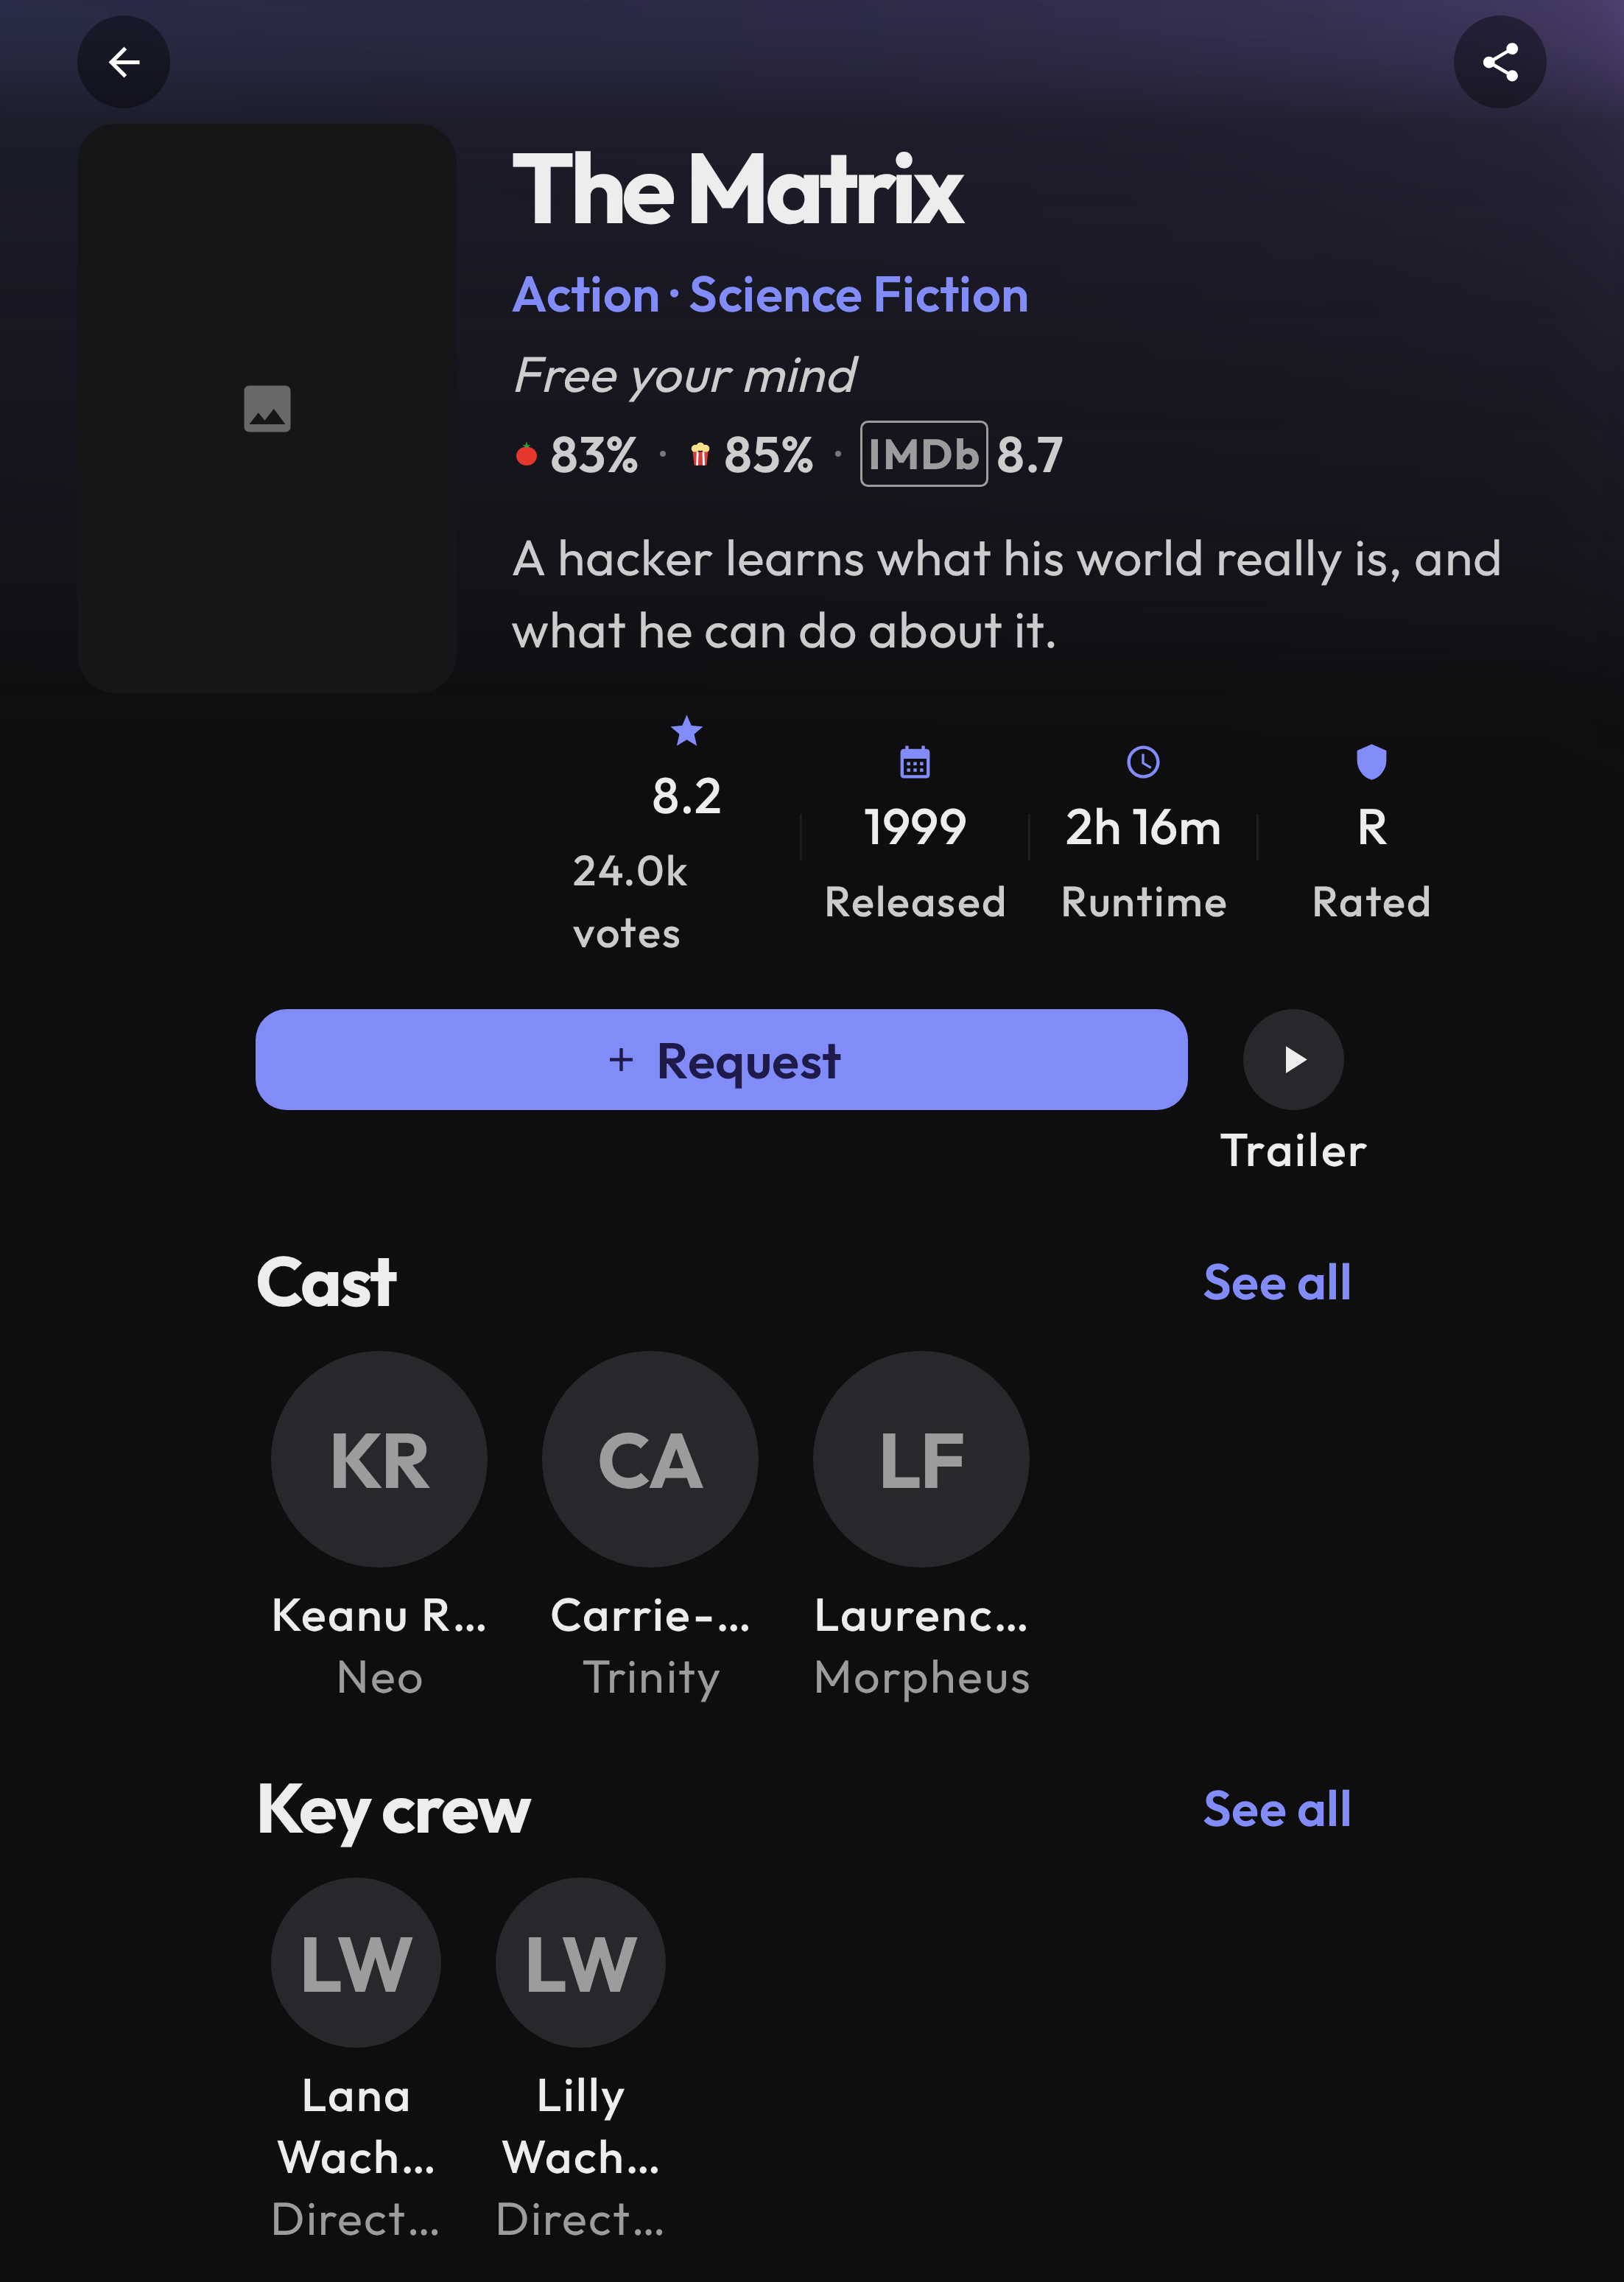 The Matrix
Action · Science Fiction
Free your mind
83% · 85% · IMDb 8.7
A hacker learns what his world really is, and
what he can do about it.
8.2
24.0k
votes
1999
Released
2h 16m
Runtime
R
Rated
+ Request
Trailer
Cast
See all
KR
CA
LF
Keanu R...
Carrie-...
Laurenc...
Neo
Trinity
Morpheus
Key crew
See all
LW
LW
Lana
Wach...
Direct...
Lilly
Wach...
Direct...